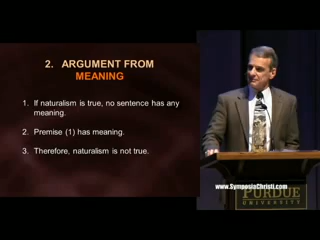 2. ARGUMENT FROM
MEANING
1. If naturalism is true, no sentence has any
meaning.
2. Premise (1) has meaning.
3. Therefore, naturalism is not true.
www.SymposiaChristi.com
PURDUE
UNIVERSITY